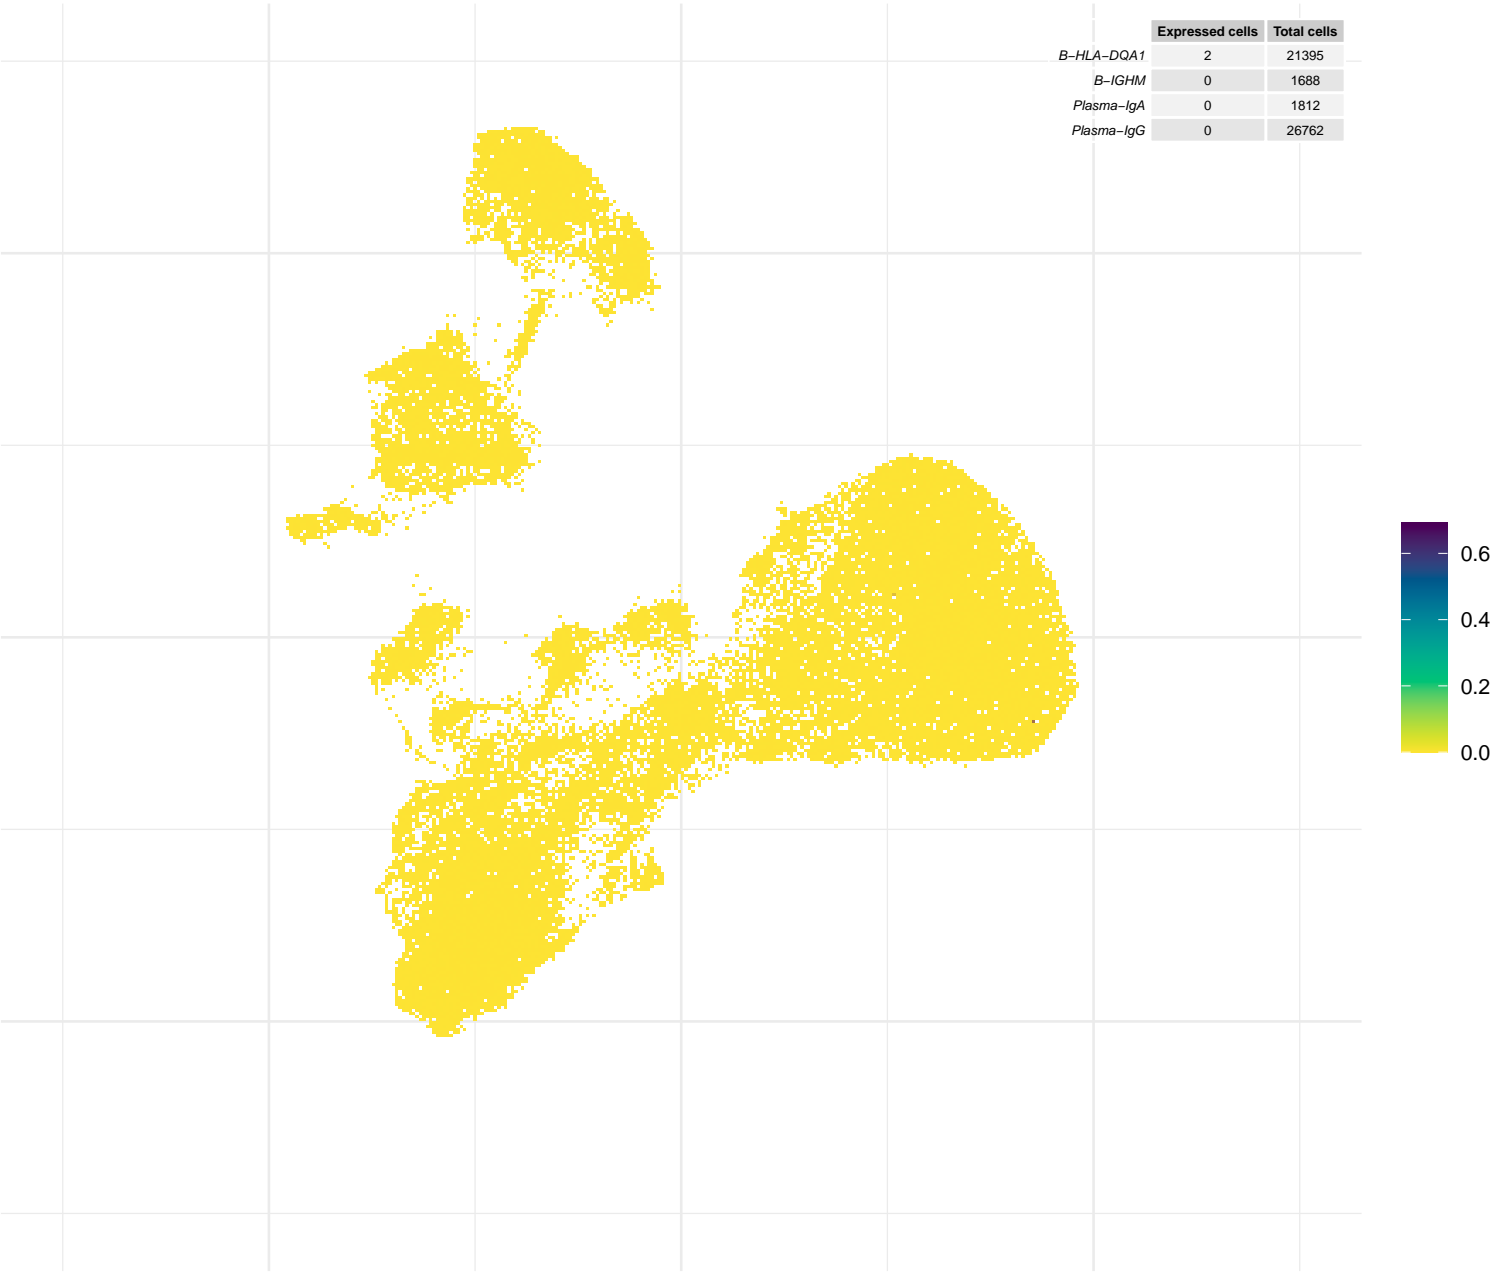 Expressed cells Total cells
B−HLA−DQA1 2 21395
B−IGHM 0 1688
Plasma−IgA 0 1812
Plasma−IgG 0 26762
0.6
0.4
0.2
0.0